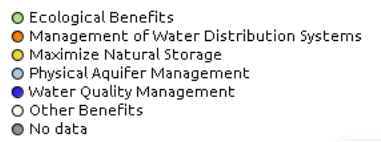 Ecological Benefits
Management of Water Distribution Systems
Maximize Natural Storage
Physical Aquifer Management
Water Quality Management
Other Benefits
No data